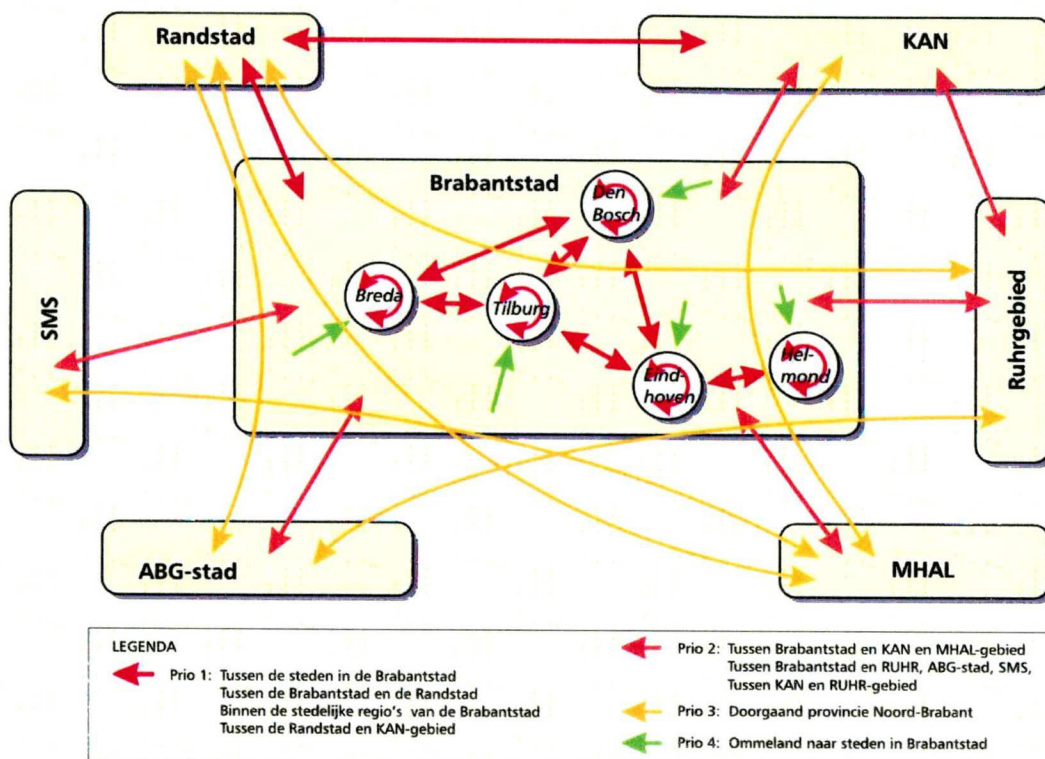 Randstad
KAN
Brabantstad
Den
Bosch
SMS
Breda
Tilburg
Ruhrgebied
Eind-
hoven
Hel-
mond
ABG-stad
MHAL
LEGENDA
Prio 1: Tussen de steden in de Brabantstad
Tussen de Brabantstad en de Randstad
Binnen de stedelijke regio's van de Brabantstad
Tussen de Randstad en KAN-gebied
Prio 2: Tussen Brabantstad en KAN en MHAL-gebied
Tussen Brabantstad en RUHR, ABG-stad, SMS,
Tussen KAN en RUHR-gebied
Prio 3: Doorgaand provincie Noord-Brabant
Prio 4: Ommeland naar steden in Brabantstad